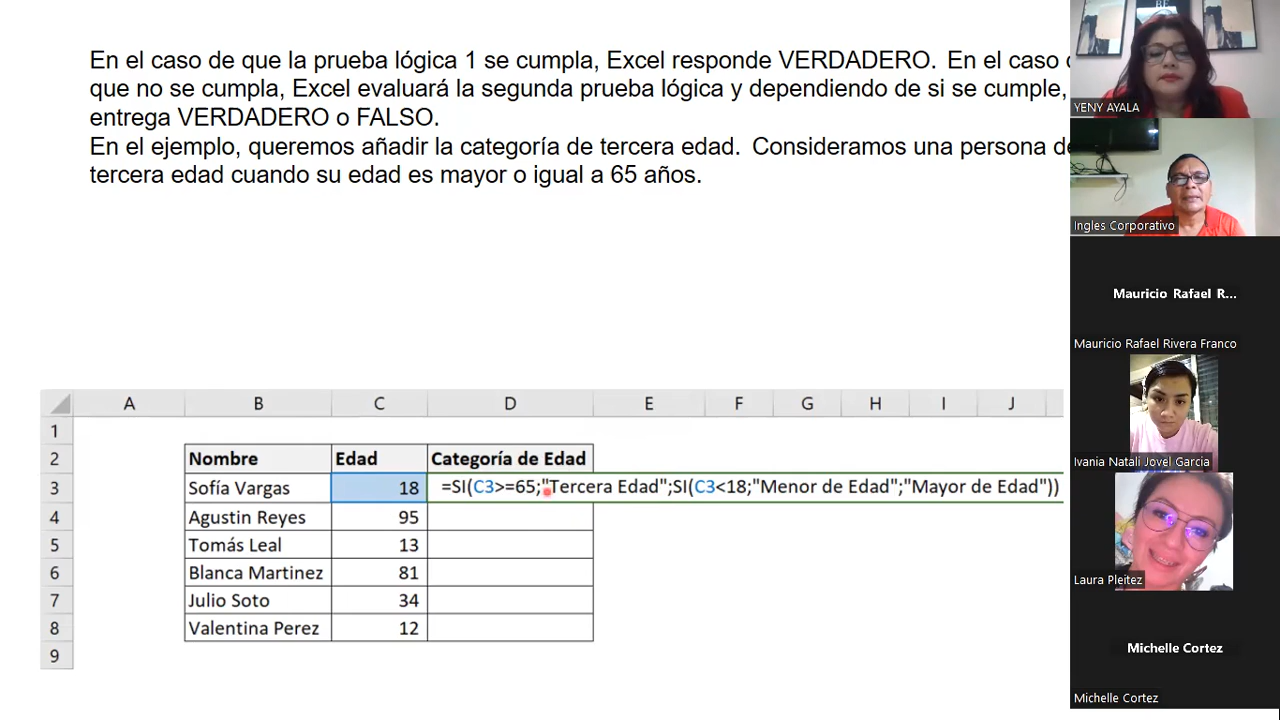 En el caso de que la prueba lógica 1 se cumpla, Excel responde VERDADERO. En el caso
que no se cumpla, Excel evaluará la segunda prueba lógica y dependiendo de si se cumple,
entrega VERDADERO o FALSO.
En el ejemplo, queremos añadir la categoría de tercera edad. Consideramos una persona de
tercera edad cuando su edad es mayor o igual a 65 años.
A B C D E F G H I J
1
2 Nombre Edad Categoría de Edad
3 Sofía Vargas 18 =SI(C3>=65;"Tercera Edad";SI(C3<18;"Menor de Edad";"Mayor de Edad"))
4 Agustin Reyes 95
5 Tomás Leal 13
6 Blanca Martinez 81
7 Julio Soto 34
8 Valentina Perez 12
9
YENY AYALA
Ingles Corporativo
Mauricio Rafael R...
Mauricio Rafael Rivera Franco
Ivania Natali Jovel Garcia
Laura Pleitez
Michelle Cortez
Michelle Cortez